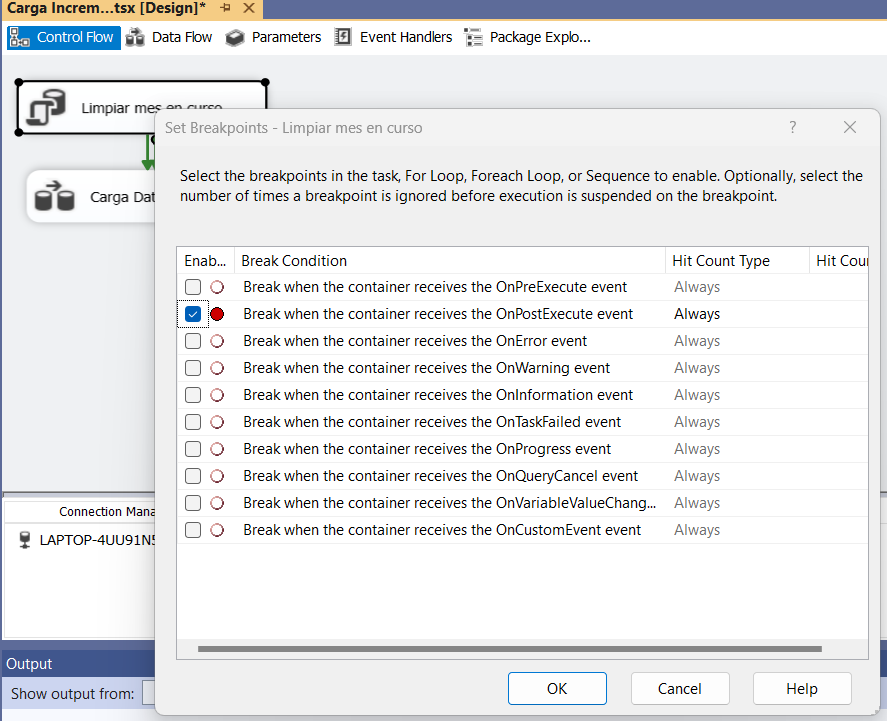 Carga Increm...tsx [Design]*
Control Flow Data Flow Parameters Event Handlers Package Explo...
Limpiar mes en curso
Carga Dat
Set Breakpoints - Limpiar mes en curso
Select the breakpoints in the task, For Loop, Foreach Loop, or Sequence to enable. Optionally, select the
number of times a breakpoint is ignored before execution is suspended on the breakpoint.
Enab... Break Condition Hit Count Type Hit Cou
Break when the container receives the OnPreExecute event Always
Break when the container receives the OnPostExecute event Always
Break when the container receives the OnError event Always
Break when the container receives the OnWarning event Always
Break when the container receives the OnInformation event Always
Break when the container receives the OnTaskFailed event Always
Break when the container receives the OnProgress event Always
Break when the container receives the OnQueryCancel event Always
Break when the container receives the OnVariableValueChang... Always
Break when the container receives the OnCustomEvent event Always
Connection Mana
LAPTOP-4UU91N5
Output
Show output from:
OK Cancel Help